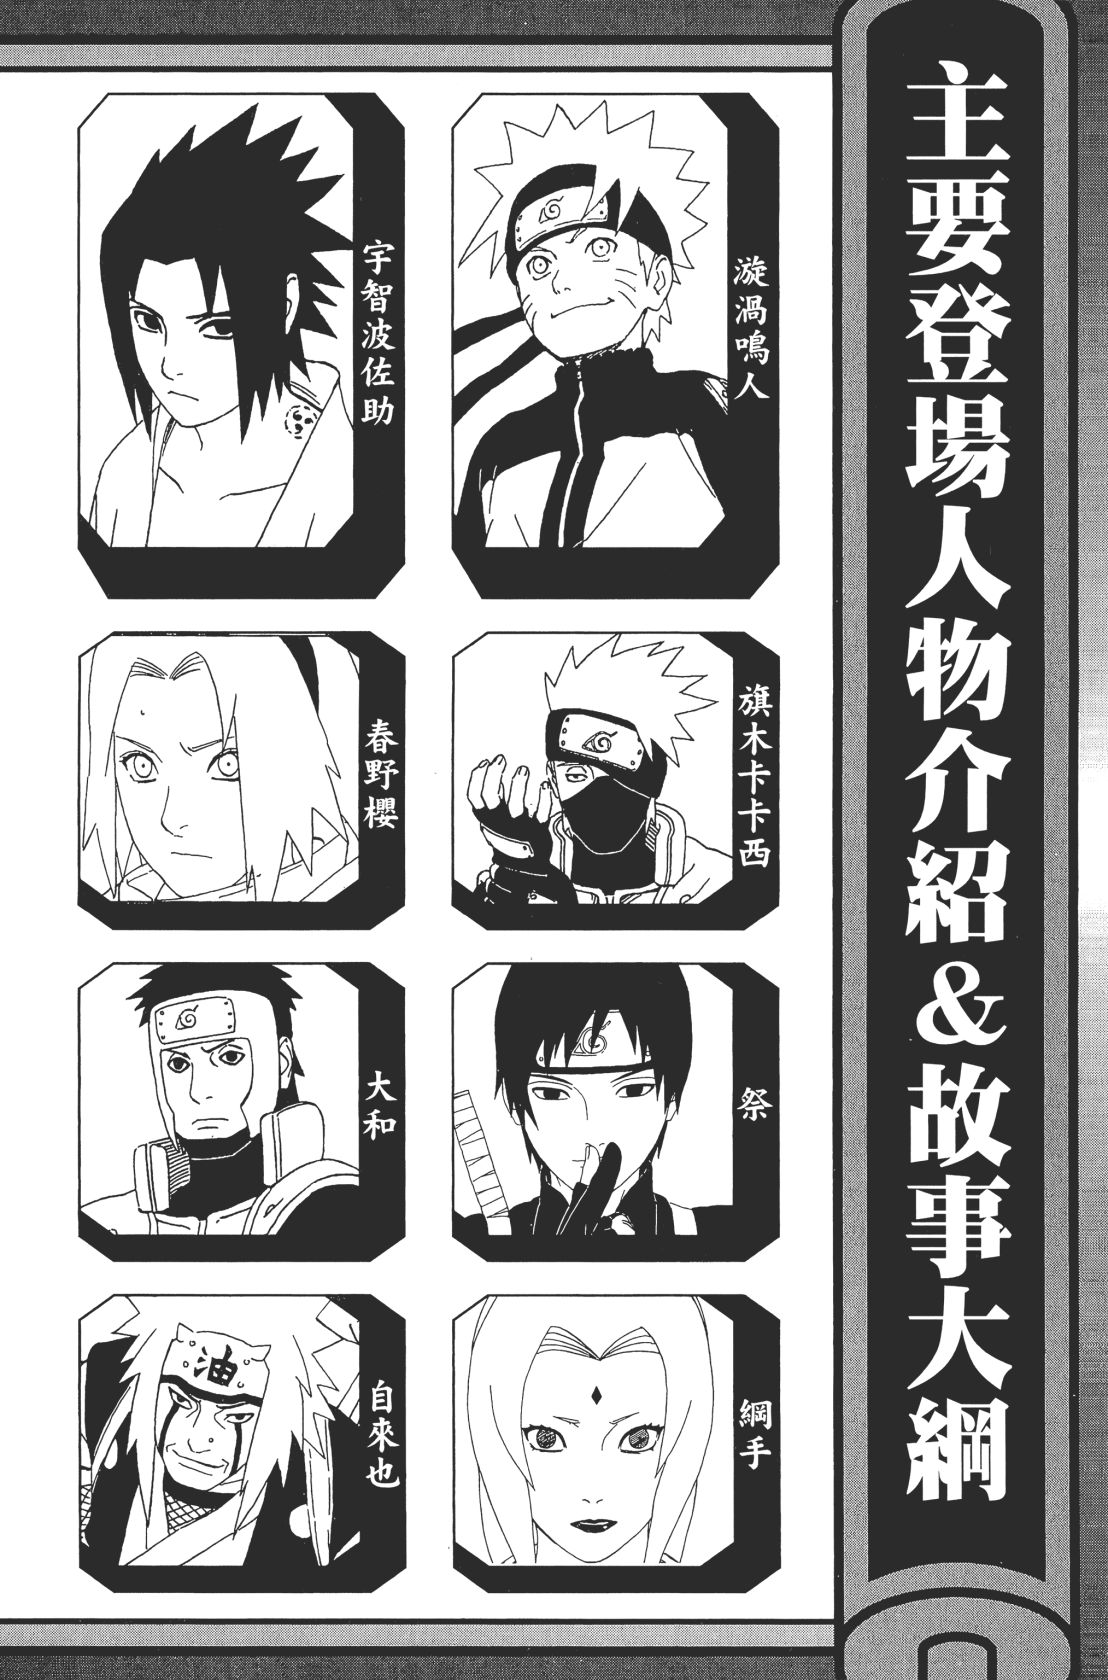 主要登場人物介紹&故事大綱
漩渦鳴人
宇智波佐助
旗木卡卡西
春野櫻
祭
大和
綱手
自來也
油